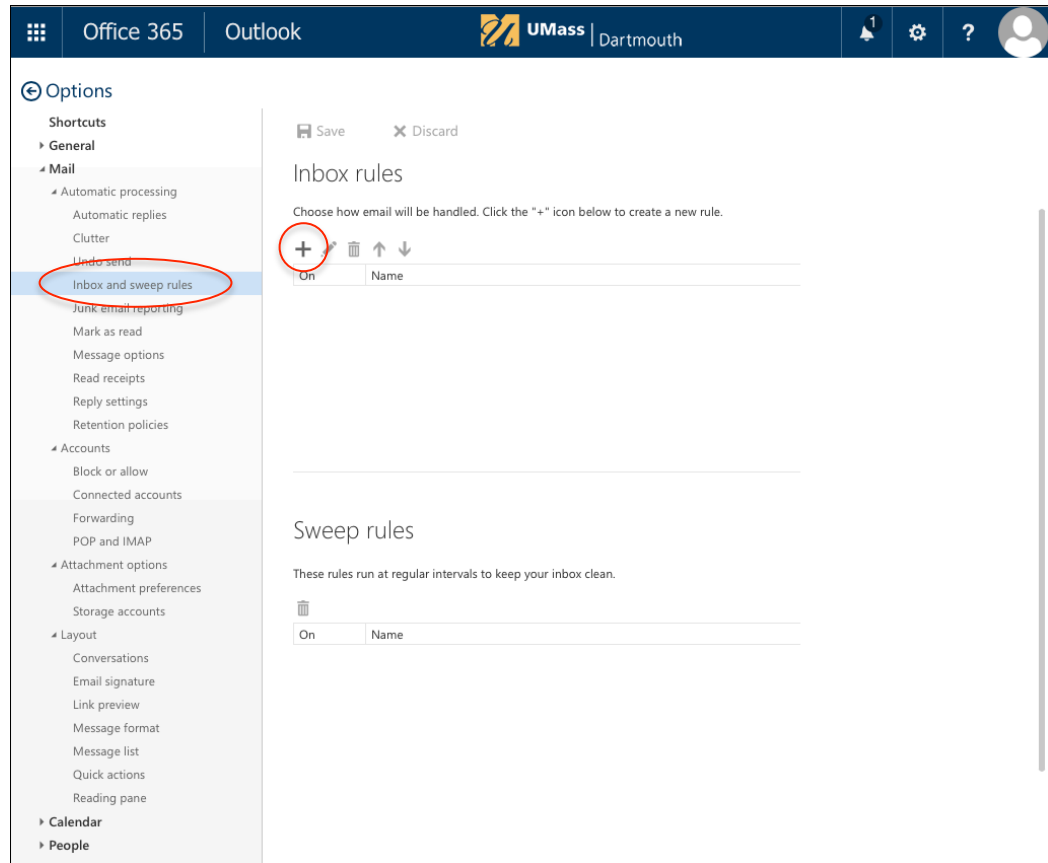 Office 365
Outlook
UMass | Dartmouth
1
?
Options
Shortcuts
General
Mail
Automatic processing
Automatic replies
Clutter
Undo send
Inbox and sweep rules
Junk email reporting
Mark as read
Message options
Read receipts
Reply settings
Retention policies
Accounts
Block or allow
Connected accounts
Forwarding
POP and IMAP
Attachment options
Attachment preferences
Storage accounts
Layout
Conversations
Email signature
Link preview
Message format
Message list
Quick actions
Reading pane
Calendar
People
Save
Discard
Inbox rules
Choose how email will be handled. Click the "+" icon below to create a new rule.
On Name
Sweep rules
These rules run at regular intervals to keep your inbox clean.
On Name